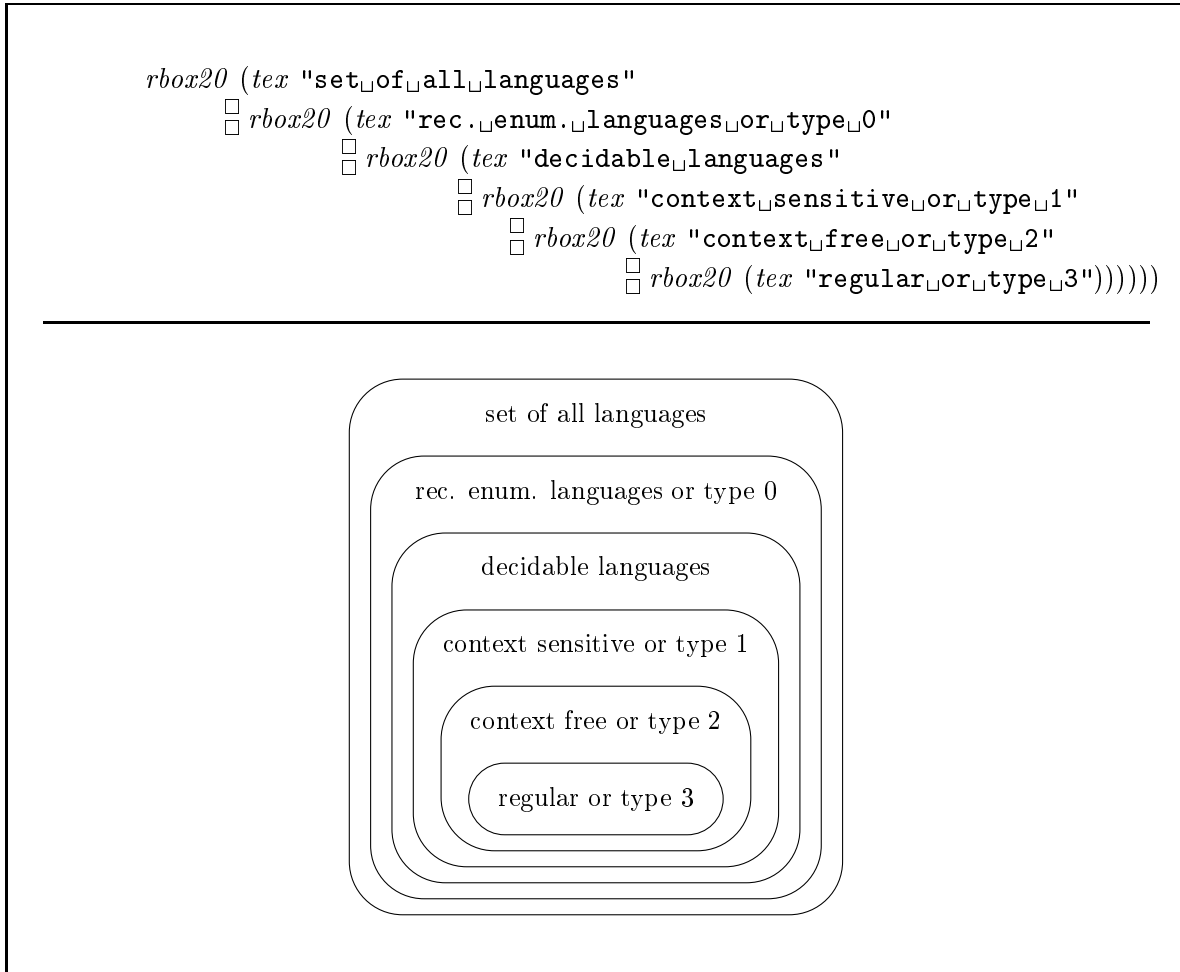 rbox20 (tex "set␣of␣all␣languages"
□□ rbox20 (tex "rec.␣enum.␣languages␣or␣type␣0"
□□ rbox20 (tex "decidable␣languages"
□□ rbox20 (tex "context␣sensitive␣or␣type␣1"
□□ rbox20 (tex "context␣free␣or␣type␣2"
□□ rbox20 (tex "regular␣or␣type␣3"))))))
set of all languages
rec. enum. languages or type 0
decidable languages
context sensitive or type 1
context free or type 2
regular or type 3